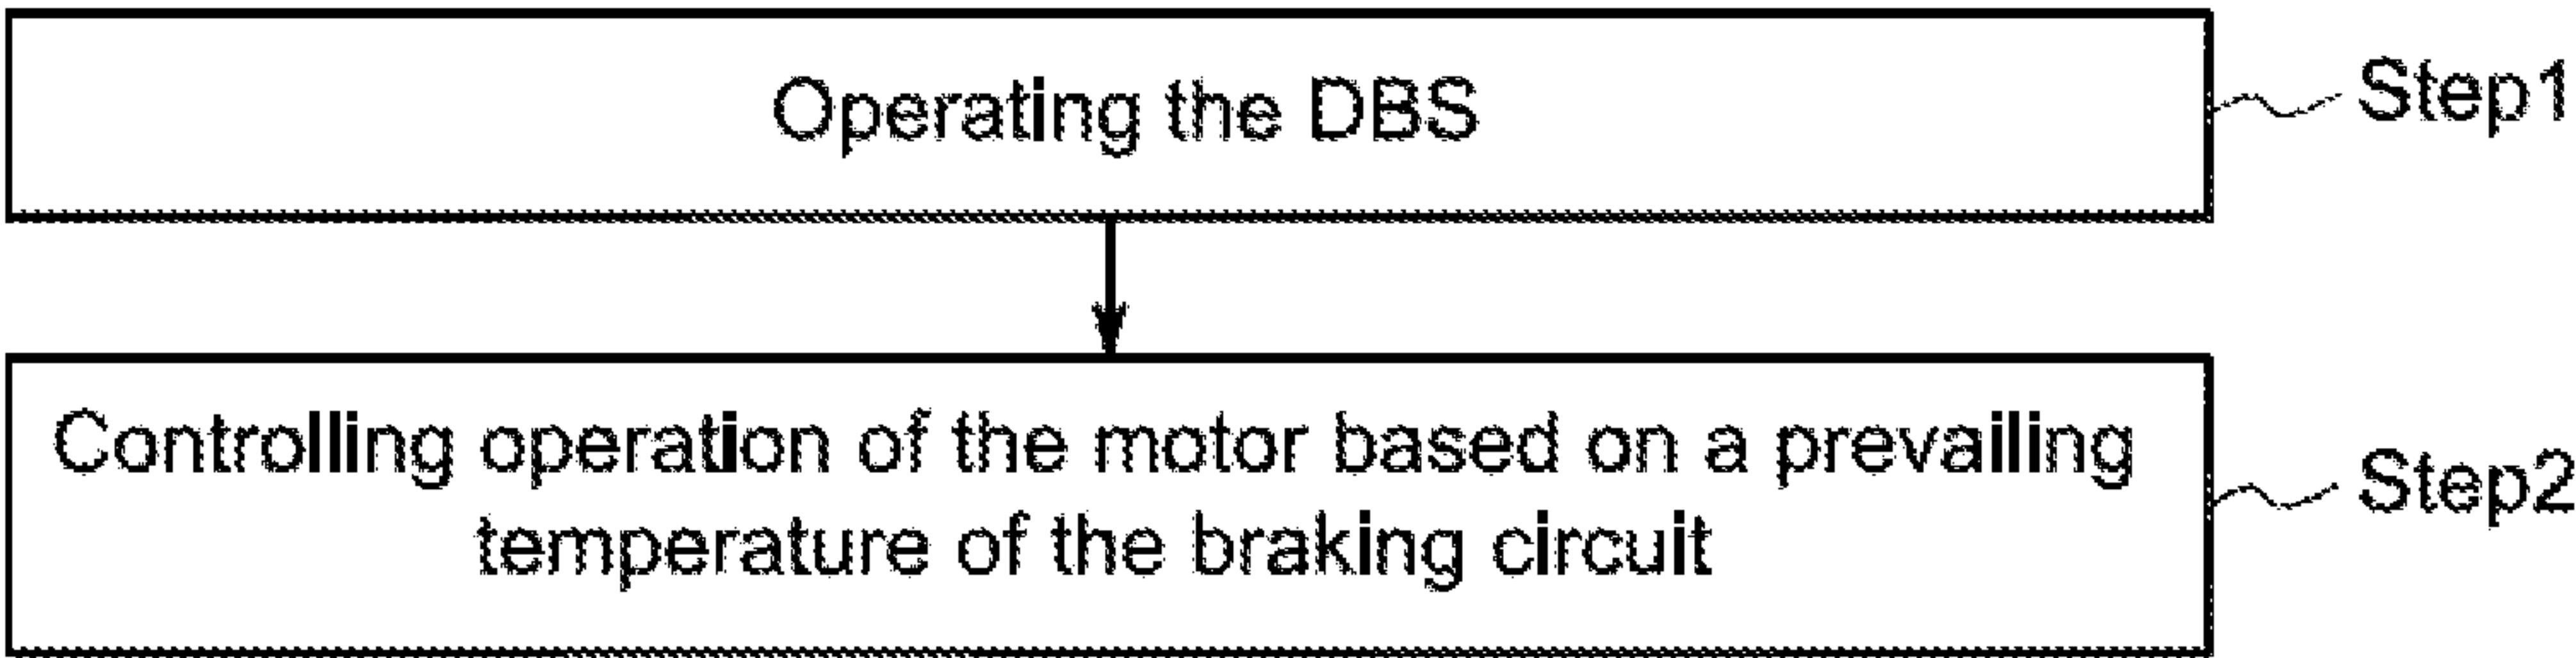 Operating the DBS
Step1
Controlling operation of the motor based on a prevailing
temperature of the braking circuit
Step2